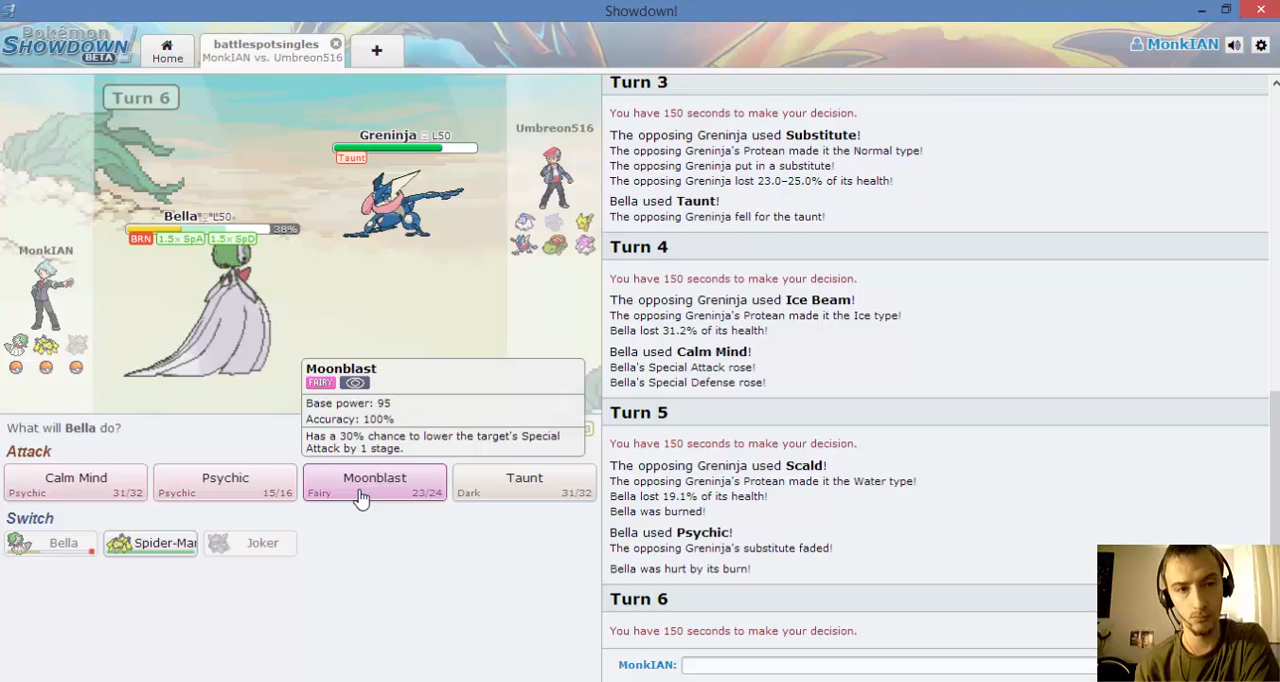 Showdown!
Pokémon
SHOWDOWN
BETA
Home
battlespotsingles
MonkIAN vs. Umbreon516
+
MonkIAN
Turn 6
Greninja L50
Taunt
Umbreon516
Bella L50
38%
BRN 1.5× SpA 1.5× SpD
MonkIAN
Moonblast
FAIRY
Base power: 95
Accuracy: 100%
Has a 30% chance to lower the target's Special
Attack by 1 stage.
What will Bella do?
Attack
Calm Mind
Psychic 31/32
Psychic
Psychic 15/16
Moonblast
Fairy 23/24
Taunt
Dark 31/32
Switch
Bella
Spider-Mar
Joker
Turn 3
You have 150 seconds to make your decision.
The opposing Greninja used Substitute!
The opposing Greninja's Protean made it the Normal type!
The opposing Greninja put in a substitute!
The opposing Greninja lost 23.0–25.0% of its health!
Bella used Taunt!
The opposing Greninja fell for the taunt!
Turn 4
You have 150 seconds to make your decision.
The opposing Greninja used Ice Beam!
The opposing Greninja's Protean made it the Ice type!
Bella lost 31.2% of its health!
Bella used Calm Mind!
Bella's Special Attack rose!
Bella's Special Defense rose!
Turn 5
You have 150 seconds to make your decision.
The opposing Greninja used Scald!
The opposing Greninja's Protean made it the Water type!
Bella lost 19.1% of its health!
Bella was burned!
Bella used Psychic!
The opposing Greninja's substitute faded!
Bella was hurt by its burn!
Turn 6
You have 150 seconds to make your decision.
MonkIAN: